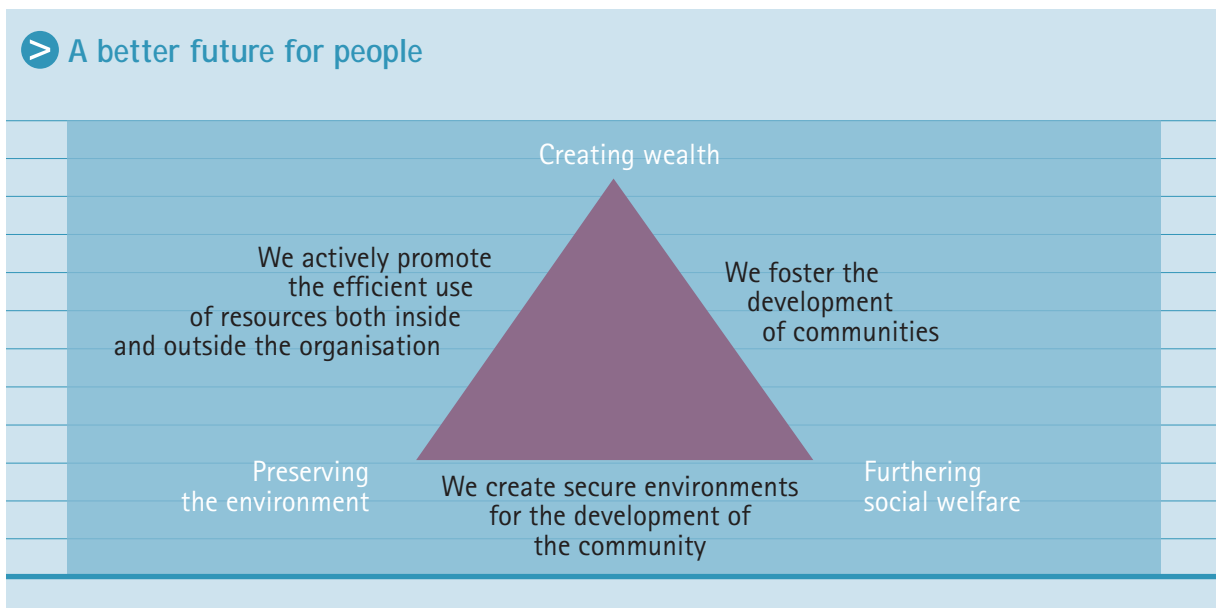 > A better future for people
Creating wealth
We actively promote
the efficient use
of resources both inside
and outside the organisation
We foster the
development
of communities
Preserving
the environment
We create secure environments
for the development of
the community
Furthering
social welfare